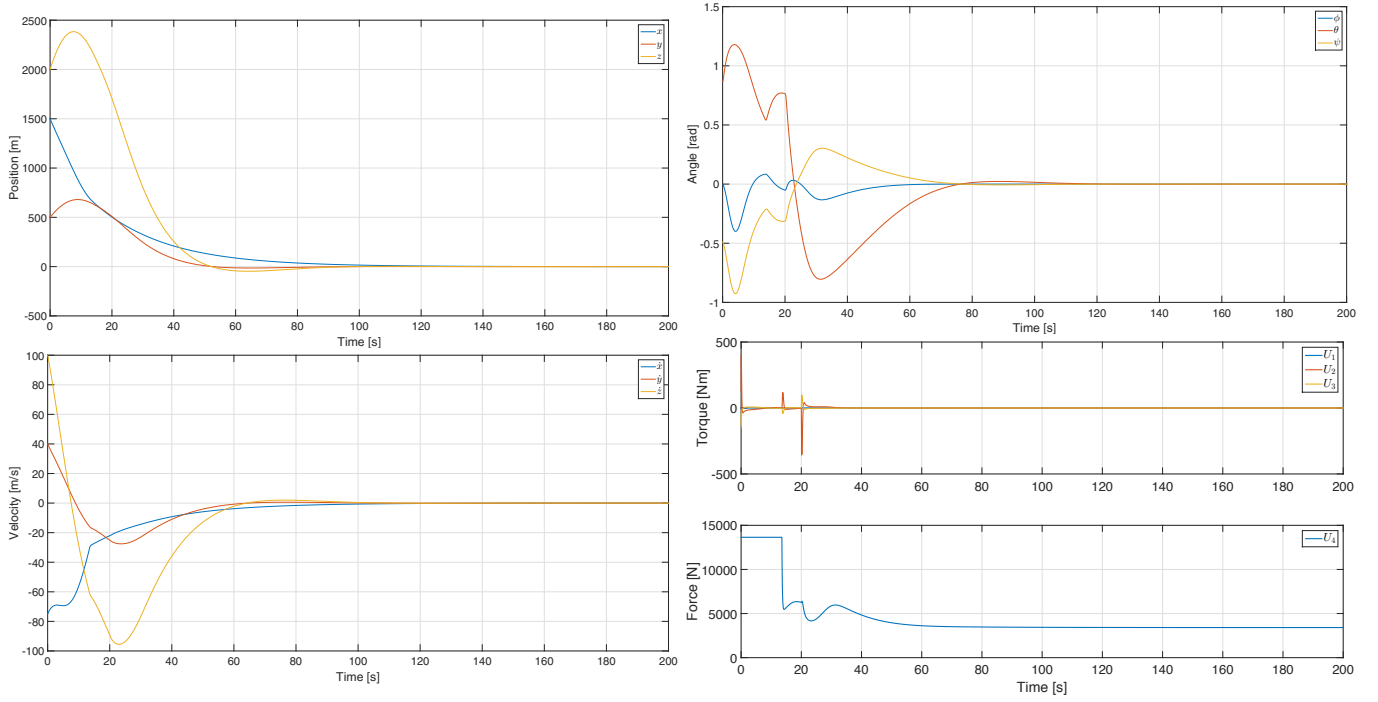 Position [m]
2500
2000
1500
1000
500
0
-500
0 20 40 60 80 100 120 140 160 180 200
Time [s]
x
y
z
Angle [rad]
1.5
1
0.5
0
-0.5
-1
0 20 40 60 80 100 120 140 160 180 200
Time [s]
ϕ
θ
ψ
Velocity [m/s]
100
80
60
40
20
0
-20
-40
-60
-80
-100
0 20 40 60 80 100 120 140 160 180 200
Time [s]
ẋ
ẏ
ż
Torque [Nm]
500
0
-500
0 20 40 60 80 100 120 140 160 180 200
U₁
U₂
U₃
Force [N]
15000
10000
5000
0
0 20 40 60 80 100 120 140 160 180 200
Time [s]
U₄